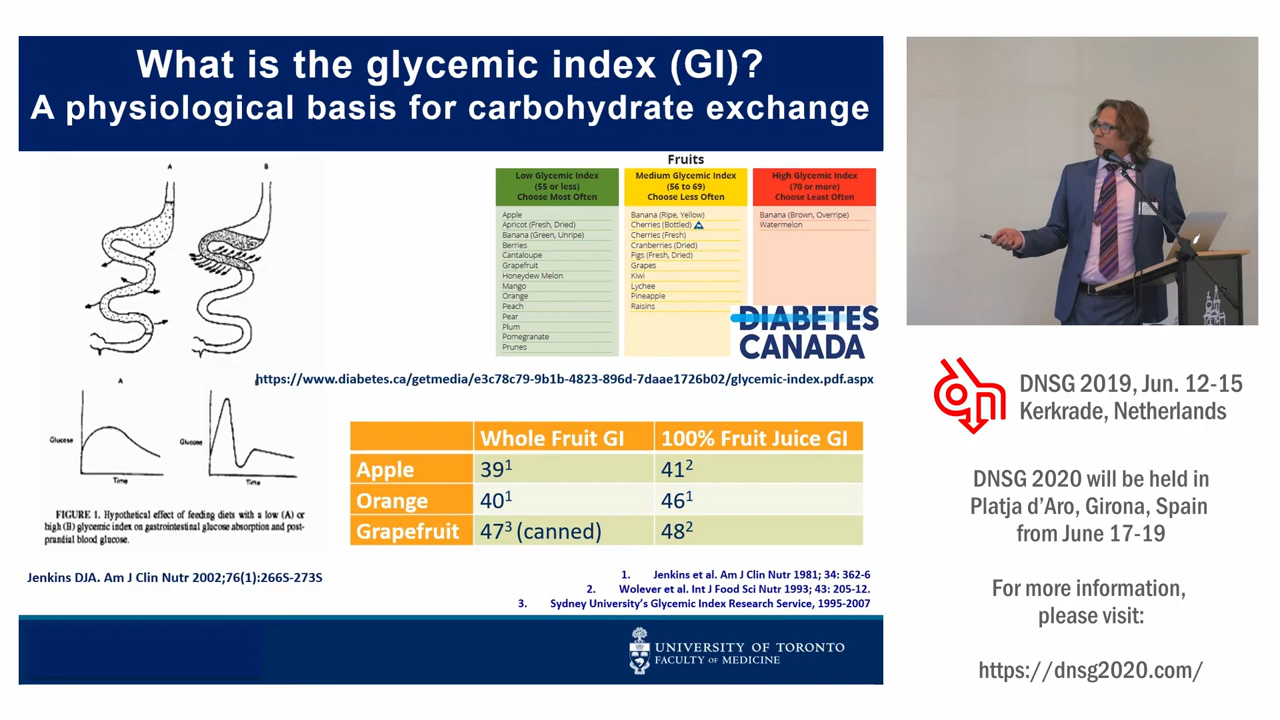 What is the glycemic index (GI)?
A physiological basis for carbohydrate exchange
A
B
A
Glucose
Time
Glucose
Time
FIGURE 1. Hypothetical effect of feeding diets with a low (A) or
high (B) glycemic index on gastrointestinal glucose absorption and post-
prandial blood glucose.
Jenkins DJA. Am J Clin Nutr 2002;76(1):266S-273S
Fruits
Low Glycemic Index
(55 or less)
Choose Most Often
Apple
Apricot (Fresh, Dried)
Banana (Green, Unripe)
Berries
Cantaloupe
Grapefruit
Honeydew Melon
Mango
Orange
Peach
Pear
Plum
Pomegranate
Prunes
Medium Glycemic Index
(56 to 69)
Choose Less Often
Banana (Ripe, Yellow)
Cherries (Bottled)
Cherries (Fresh)
Cranberries (Dried)
Figs (Fresh, Dried)
Grapes
Kiwi
Lychee
Pineapple
Raisins
High Glycemic Index
(70 or more)
Choose Least Often
Banana (Brown, Overripe)
Watermelon
DIABETES
CANADA
https://www.diabetes.ca/getmedia/e3c78c79-9b1b-4823-896d-7daae1726b02/glycemic-index.pdf.aspx
Whole Fruit GI 100% Fruit Juice GI
Apple 39¹ 41²
Orange 40¹ 46¹
Grapefruit 47³ (canned) 48²
1. Jenkins et al. Am J Clin Nutr 1981; 34: 362-6
2. Wolever et al. Int J Food Sci Nutr 1993; 43: 205-12.
3. Sydney University's Glycemic Index Research Service, 1995-2007
UNIVERSITY OF TORONTO
FACULTY OF MEDICINE
DNSG 2019, Jun. 12-15
Kerkrade, Netherlands
DNSG 2020 will be held in
Platja d'Aro, Girona, Spain
from June 17-19
For more information,
please visit:
https://dnsg2020.com/